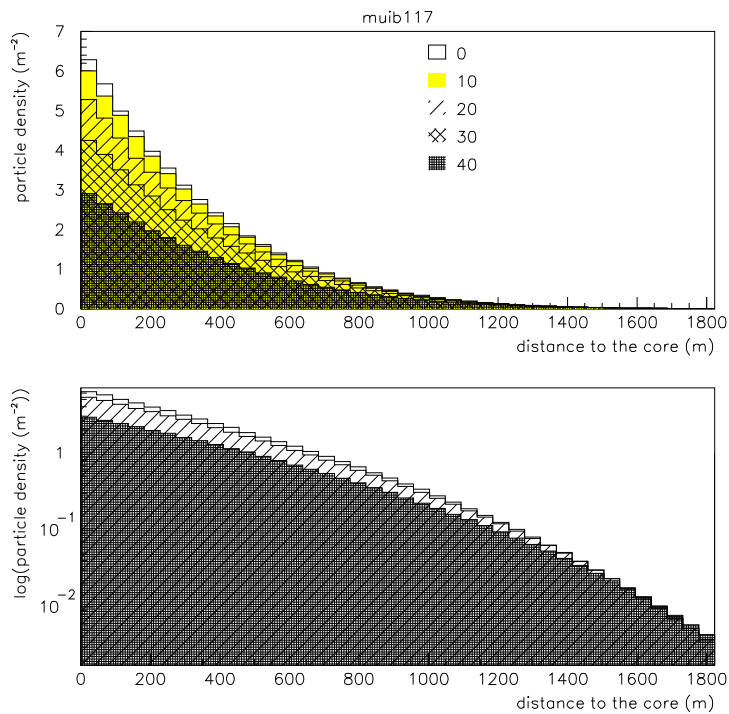 muib117
particle density (m⁻²)
7
6
5
4
3
2
1
0
0
10
20
30
40
0 200 400 600 800 1000 1200 1400 1600 1800
distance to the core (m)
log(particle density (m⁻²))
1
10⁻¹
10⁻²
0 200 400 600 800 1000 1200 1400 1600 1800
distance to the core (m)